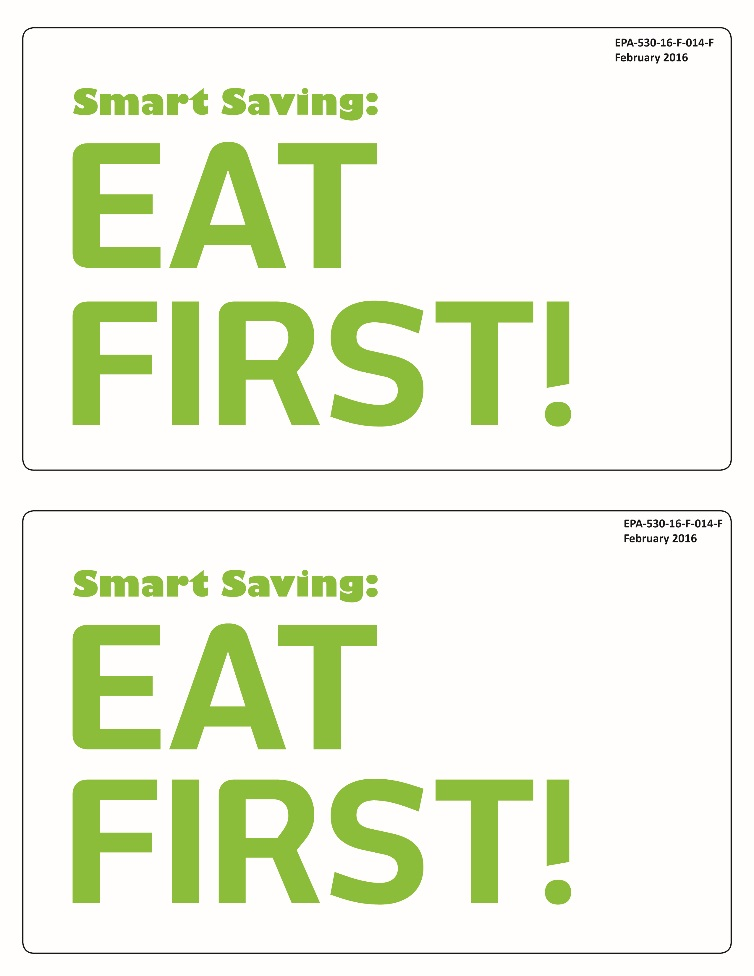 EPA-530-16-F-014-F
February 2016
Smart Saving:
EAT
FIRST!
EPA-530-16-F-014-F
February 2016
Smart Saving:
EAT
FIRST!